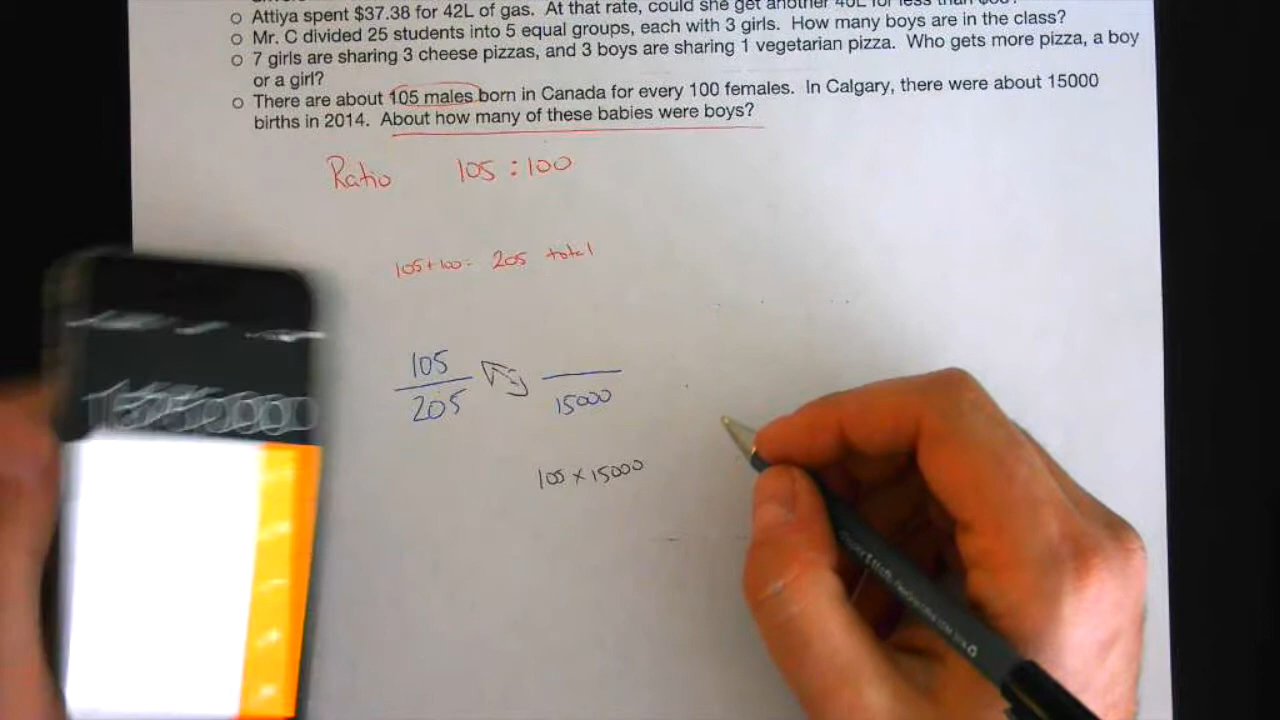 Attiya spent $37.38 for 42L of gas. At that rate, could she get another 40L for less than
Mr. C divided 25 students into 5 equal groups, each with 3 girls. How many boys are in the class?
7 girls are sharing 3 cheese pizzas, and 3 boys are sharing 1 vegetarian pizza. Who gets more pizza, a boy
or a girl?
There are about 105 males born in Canada for every 100 females. In Calgary, there were about 15000
births in 2014. About how many of these babies were boys?
Ratio 105 : 100
105+100= 205 total
105
205
15000
105 x 15000